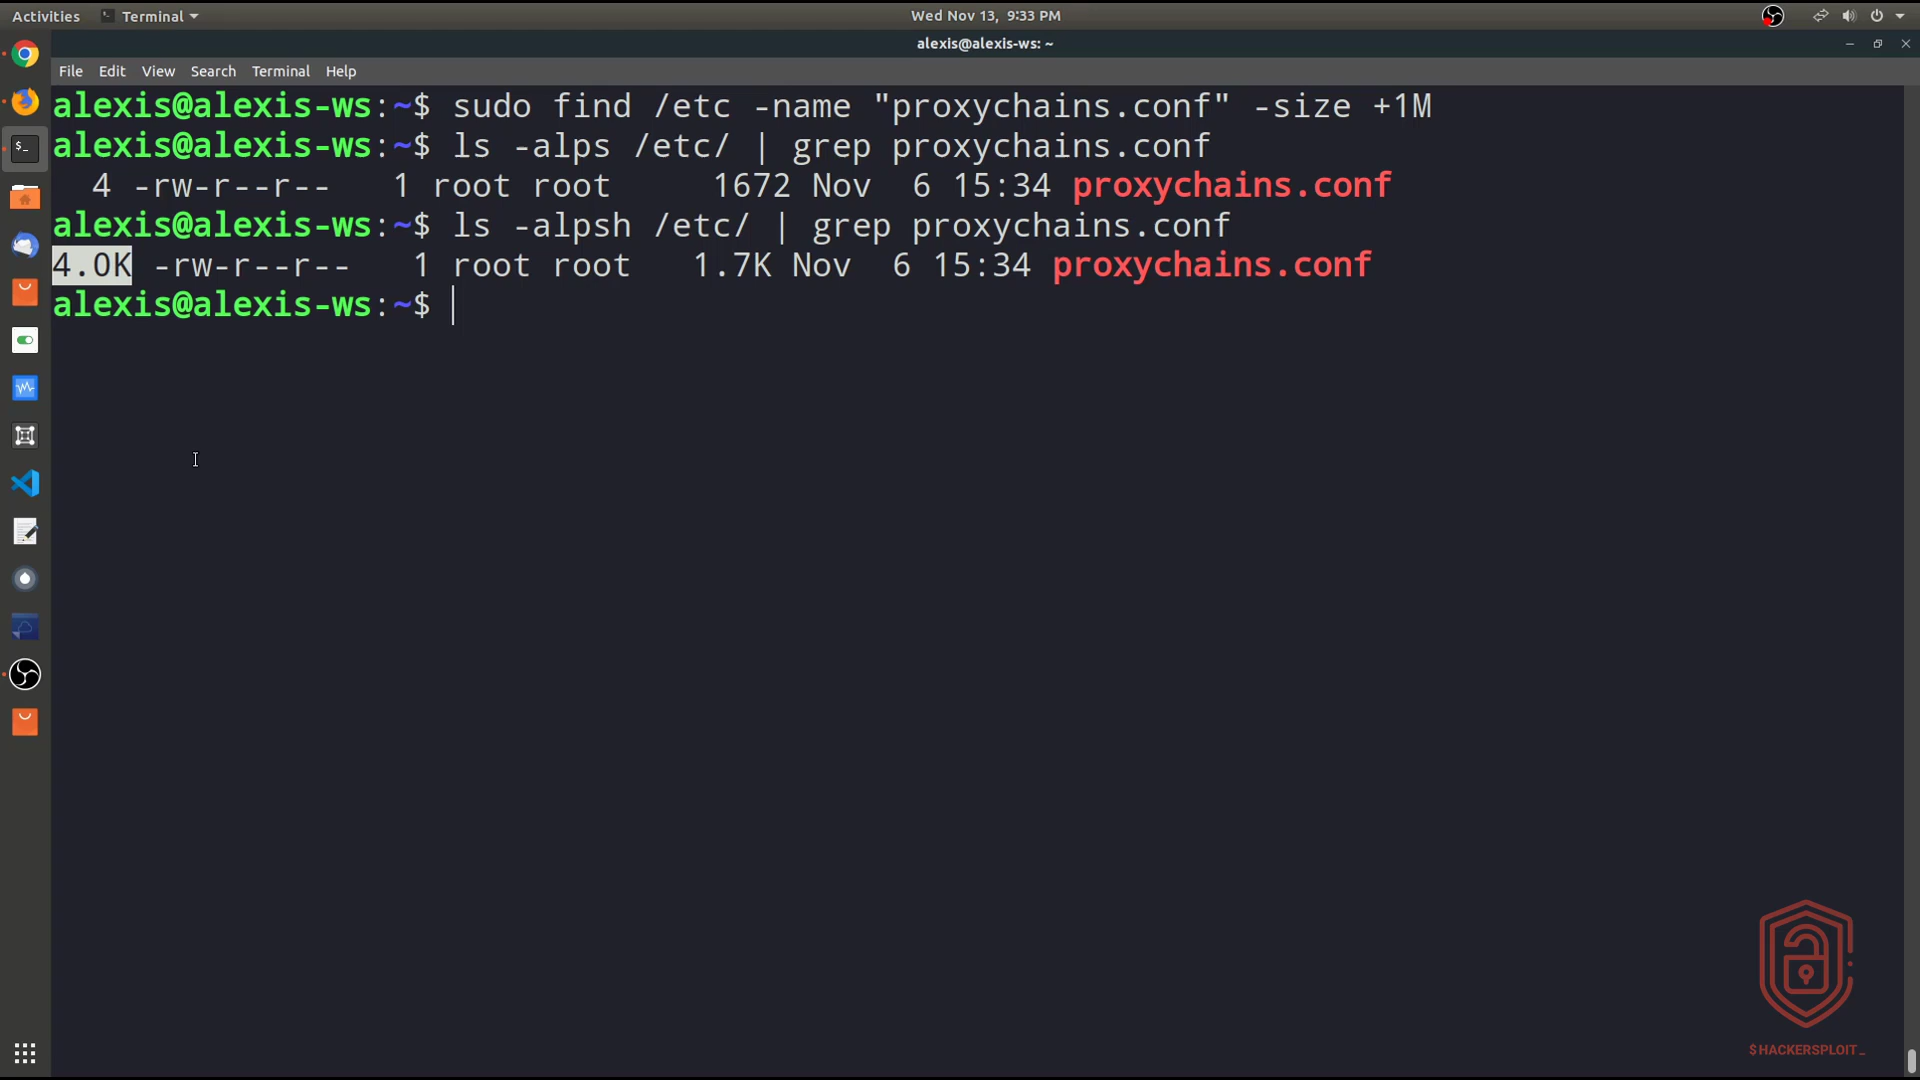 Activities Terminal Wed Nov 13, 9:33 PM
alexis@alexis-ws: ~
File Edit View Search Terminal Help
alexis@alexis-ws:~$ sudo find /etc -name "proxychains.conf" -size +1M
alexis@alexis-ws:~$ ls -alps /etc/ | grep proxychains.conf
4 -rw-r--r-- 1 root root 1672 Nov 6 15:34 proxychains.conf
alexis@alexis-ws:~$ ls -alpsh /etc/ | grep proxychains.conf
4.0K -rw-r--r-- 1 root root 1.7K Nov 6 15:34 proxychains.conf
alexis@alexis-ws:~$
$HACKERSPLOIT_